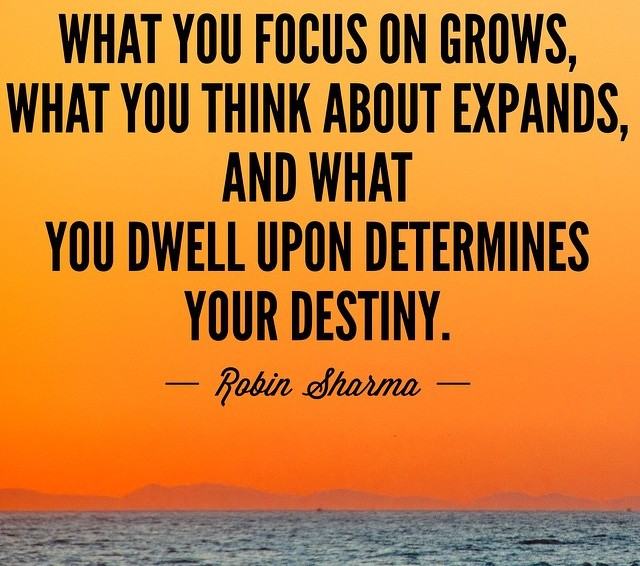 WHAT YOU FOCUS ON GROWS,
WHAT YOU THINK ABOUT EXPANDS,
AND WHAT
YOU DWELL UPON DETERMINES
YOUR DESTINY.
— Robin Sharma —